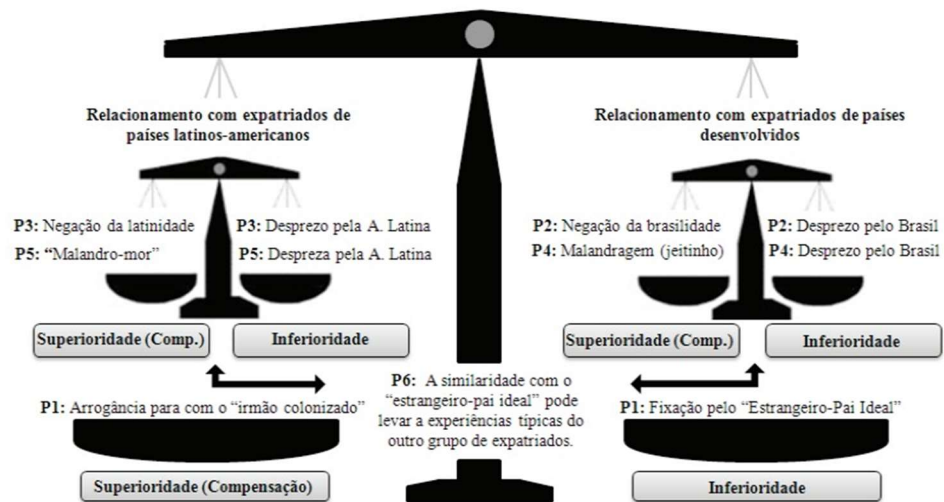 Relacionamento com expatriados de
países latinos-americanos
P3: Negação da latinidade
P5: “Malandro-mor”
P3: Desprezo pela A. Latina
P5: Despreza pela A. Latina
Superioridade (Comp.)
Inferioridade
P1: Arrogância para com o “irmão colonizado”
Superioridade (Compensação)
P6: A similaridade com o
“estrangeiro-pai ideal” pode
levar a experiências típicas do
outro grupo de expatriados.
Relacionamento com expatriados de países
desenvolvidos
P2: Negação da brasilidade
P4: Malandragem (jeitinho)
P2: Desprezo pelo Brasil
P4: Desprezo pelo Brasil
Superioridade (Comp.)
Inferioridade
P1: Fixação pelo “Estrangeiro-Pai Ideal”
Inferioridade